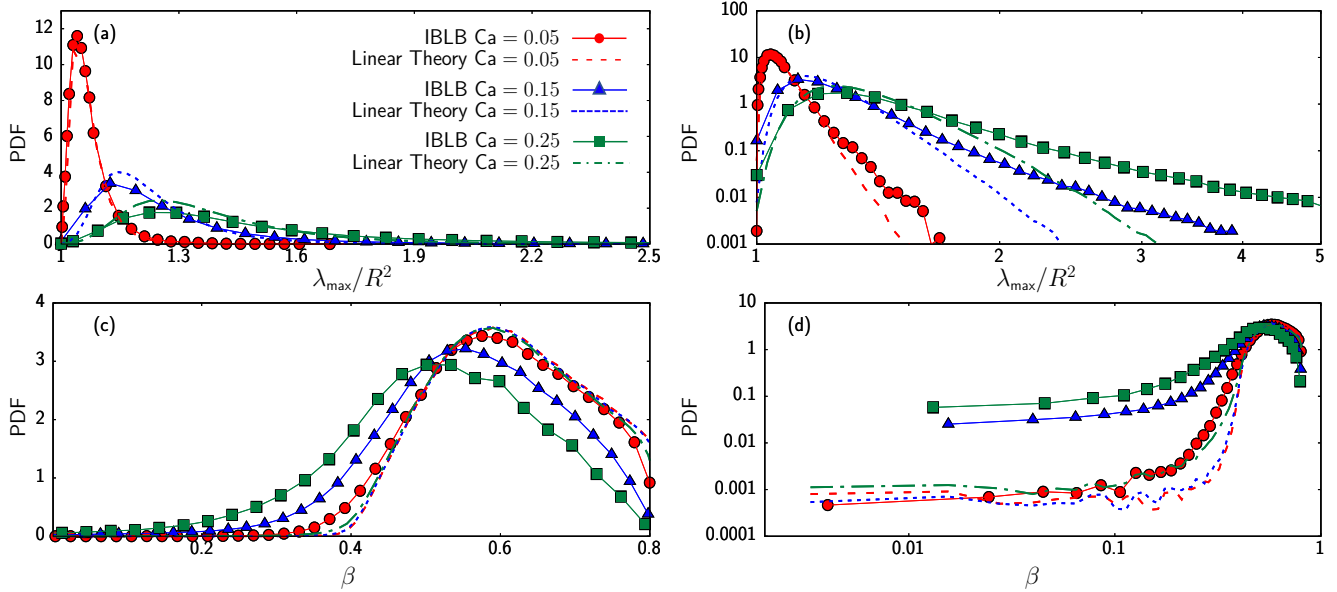 (a)
IBLB Ca = 0.05
Linear Theory Ca = 0.05
IBLB Ca = 0.15
Linear Theory Ca = 0.15
IBLB Ca = 0.25
Linear Theory Ca = 0.25
PDF
12
10
8
6
4
2
0
1 1.3 1.6 1.9 2.2 2.5
λmax/R²
(b)
PDF
100
10
1
0.1
0.01
0.001
1 2 3 4 5
λmax/R²
(c)
PDF
4
3
2
1
0
0.2 0.4 0.6 0.8
β
(d)
PDF
10
1
0.1
0.01
0.001
0.0001
0.01 0.1 1
β